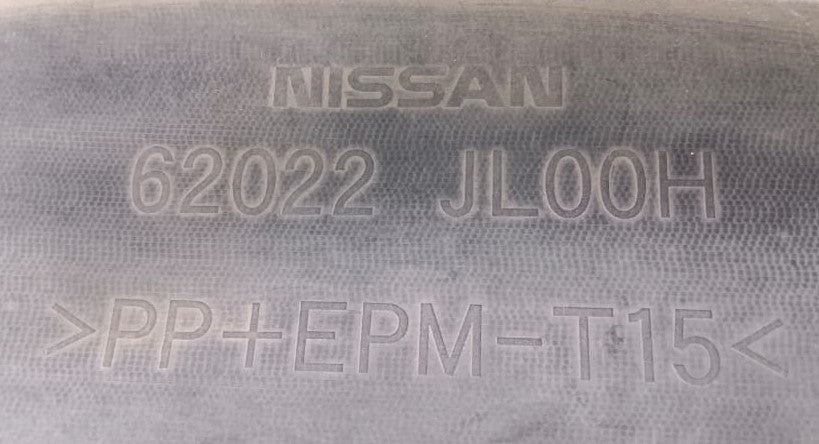 NISSAN
62022 JL00H
>PP+EPM-T15<